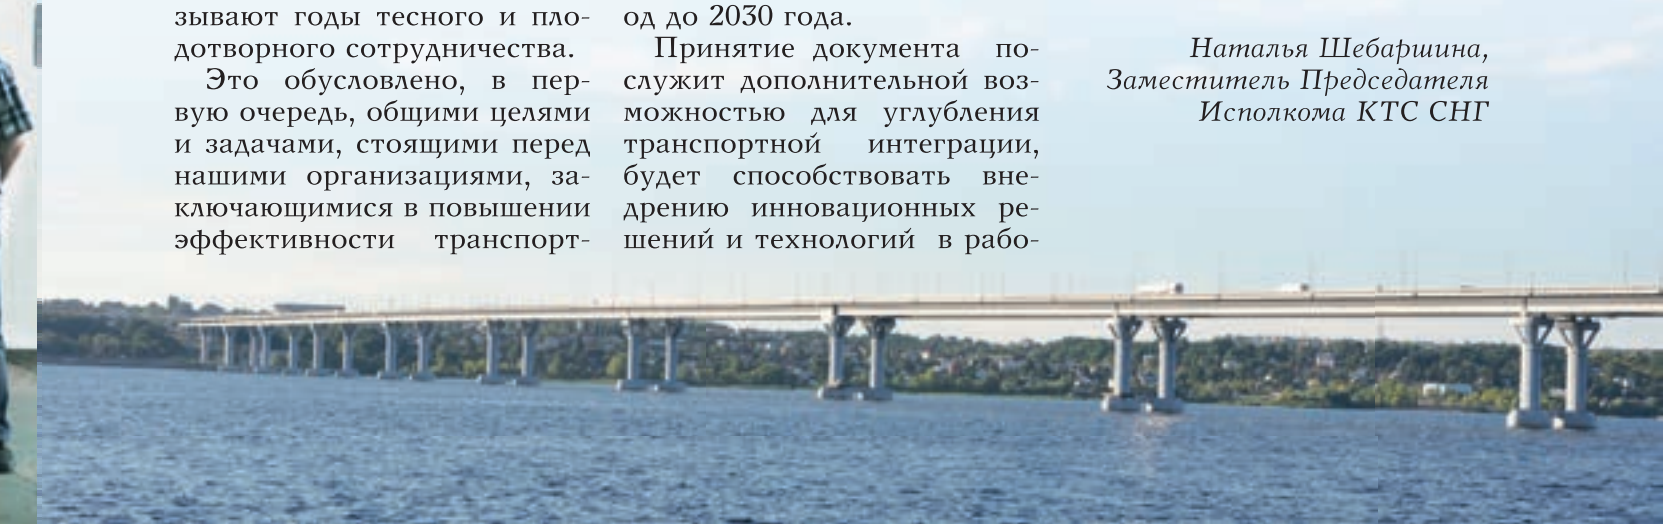 зывают годы тесного и пло-
дотворного сотрудничества.
Это обусловлено, в пер-
вую очередь, общими целями
и задачами, стоящими перед
нашими организациями, за-
ключающимися в повышении
эффективности транспорт-
од до 2030 года.
Принятие документа по-
служит дополнительной воз-
можностью для углубления
транспортной интеграции,
будет способствовать вне-
дрению инновационных ре-
шений и технологий в рабо-
Наталья Шебаршина,
Заместитель Председателя
Исполкома КТС СНГ